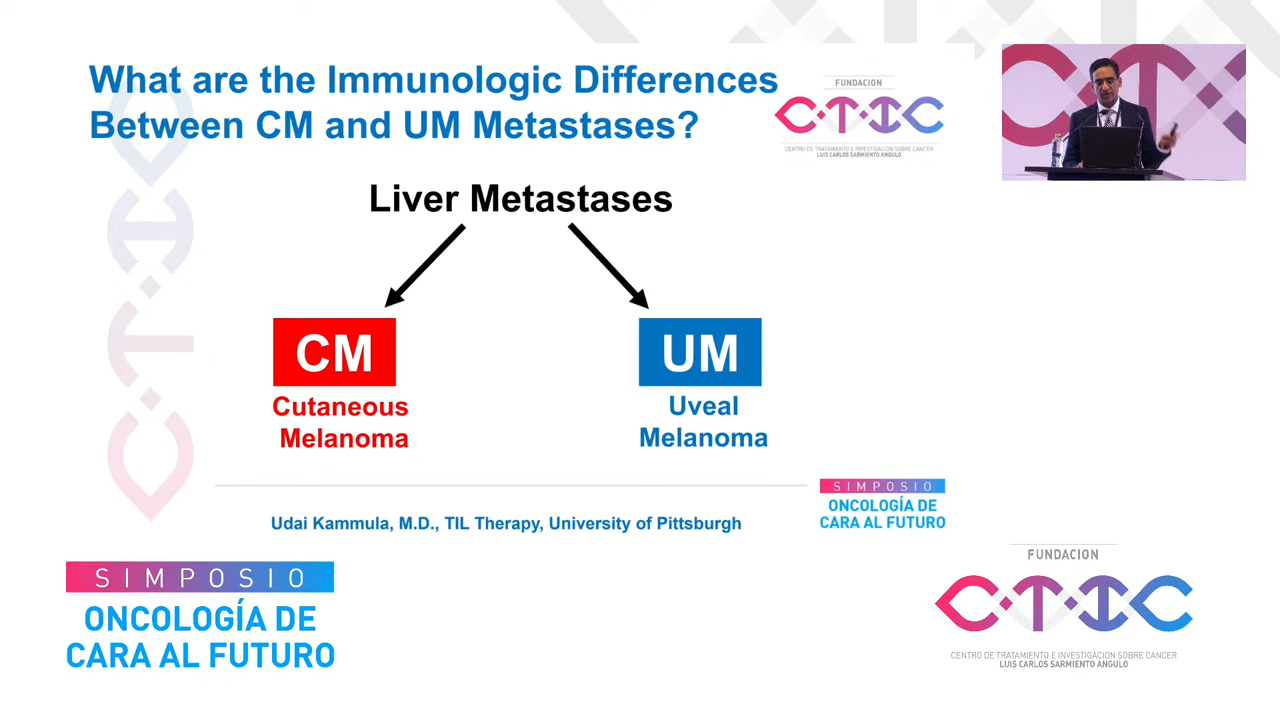 What are the Immunologic Differences
Between CM and UM Metastases?
FUNDACION
CTIC
CENTRO DE TRATAMIENTO E INVESTIGACION SOBRE CANCER
LUIS CARLOS SARMIENTO ANGULO
Liver Metastases
CM
UM
Cutaneous
Melanoma
Uveal
Melanoma
SIMPOSIO
ONCOLOGÍA DE
CARA AL FUTURO
Udai Kammula, M.D., TIL Therapy, University of Pittsburgh
SIMPOSIO
ONCOLOGÍA DE
CARA AL FUTURO
FUNDACION
CTIC
CENTRO DE TRATAMIENTO E INVESTIGACION SOBRE CANCER
LUIS CARLOS SARMIENTO ANGULO
CTIC